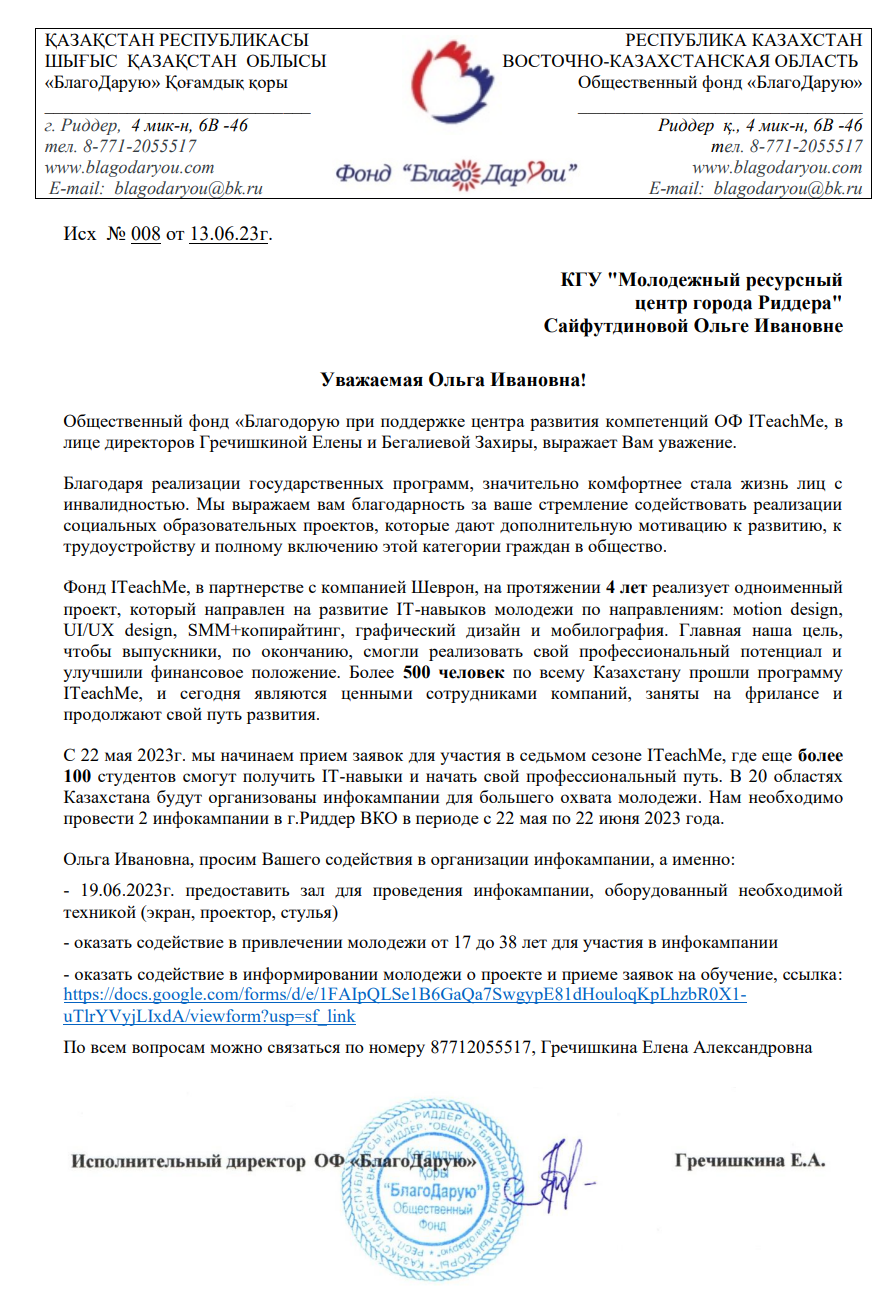 ҚАЗАҚСТАН РЕСПУБЛИКАСЫ
ШЫҒЫС ҚАЗАҚСТАН ОБЛЫСЫ
«БлагоДарую» Қоғамдық қоры
г. Риддер, 4 мик-н, 6В -46
тел. 8-771-2055517
www.blagodaryou.com
E-mail: blagodaryou@bk.ru
Фонд “БлагоДарYou”
РЕСПУБЛИКА КАЗАХСТАН
ВОСТОЧНО-КАЗАХСТАНСКАЯ ОБЛАСТЬ
Общественный фонд «БлагоДарую»
Риддер қ., 4 мик-н, 6В -46
тел. 8-771-2055517
www.blagodaryou.com
E-mail: blagodaryou@bk.ru
Исх № 008 от 13.06.23г.
КГУ "Молодежный ресурсный
центр города Риддера"
Сайфутдиновой Ольге Ивановне
Уважаемая Ольга Ивановна!
Общественный фонд «Благодорую при поддержке центра развития компетенций ОФ ITeachMe, в
лице директоров Гречишкиной Елены и Бегалиевой Захиры, выражает Вам уважение.
Благодаря реализации государственных программ, значительно комфортнее стала жизнь лиц с
инвалидностью. Мы выражаем вам благодарность за ваше стремление содействовать реализации
социальных образовательных проектов, которые дают дополнительную мотивацию к развитию, к
трудоустройству и полному включению этой категории граждан в общество.
Фонд ITeachMe, в партнерстве с компанией Шеврон, на протяжении 4 лет реализует одноименный
проект, который направлен на развитие IT-навыков молодежи по направлениям: motion design,
UI/UX design, SMM+копирайтинг, графический дизайн и мобилография. Главная наша цель,
чтобы выпускники, по окончанию, смогли реализовать свой профессиональный потенциал и
улучшили финансовое положение. Более 500 человек по всему Казахстану прошли программу
ITeachMe, и сегодня являются ценными сотрудниками компаний, заняты на фрилансе и
продолжают свой путь развития.
С 22 мая 2023г. мы начинаем прием заявок для участия в седьмом сезоне ITeachMe, где еще более
100 студентов смогут получить IT-навыки и начать свой профессиональный путь. В 20 областях
Казахстана будут организованы инфокампании для большего охвата молодежи. Нам необходимо
провести 2 инфокампании в г.Риддер ВКО в периоде с 22 мая по 22 июня 2023 года.
Ольга Ивановна, просим Вашего содействия в организации инфокампании, а именно:
- 19.06.2023г. предоставить зал для проведения инфокампании, оборудованный необходимой
техникой (экран, проектор, стулья)
- оказать содействие в привлечении молодежи от 17 до 38 лет для участия в инфокампании
- оказать содействие в информировании молодежи о проекте и приеме заявок на обучение, ссылка:
https://docs.google.com/forms/d/e/1FAIpQLSe1B6GaQa7SwgypE81dHouloqKpLhzbR0X1-
uTlrYVyjLIxdA/viewform?usp=sf_link
По всем вопросам можно связаться по номеру 87712055517, Гречишкина Елена Александровна
Исполнительный директор ОФ «БлагоДарую»
Гречишкина Е.А.
Қоғамдық
Қоры
“БлагоДарую”
Общественный
Фонд